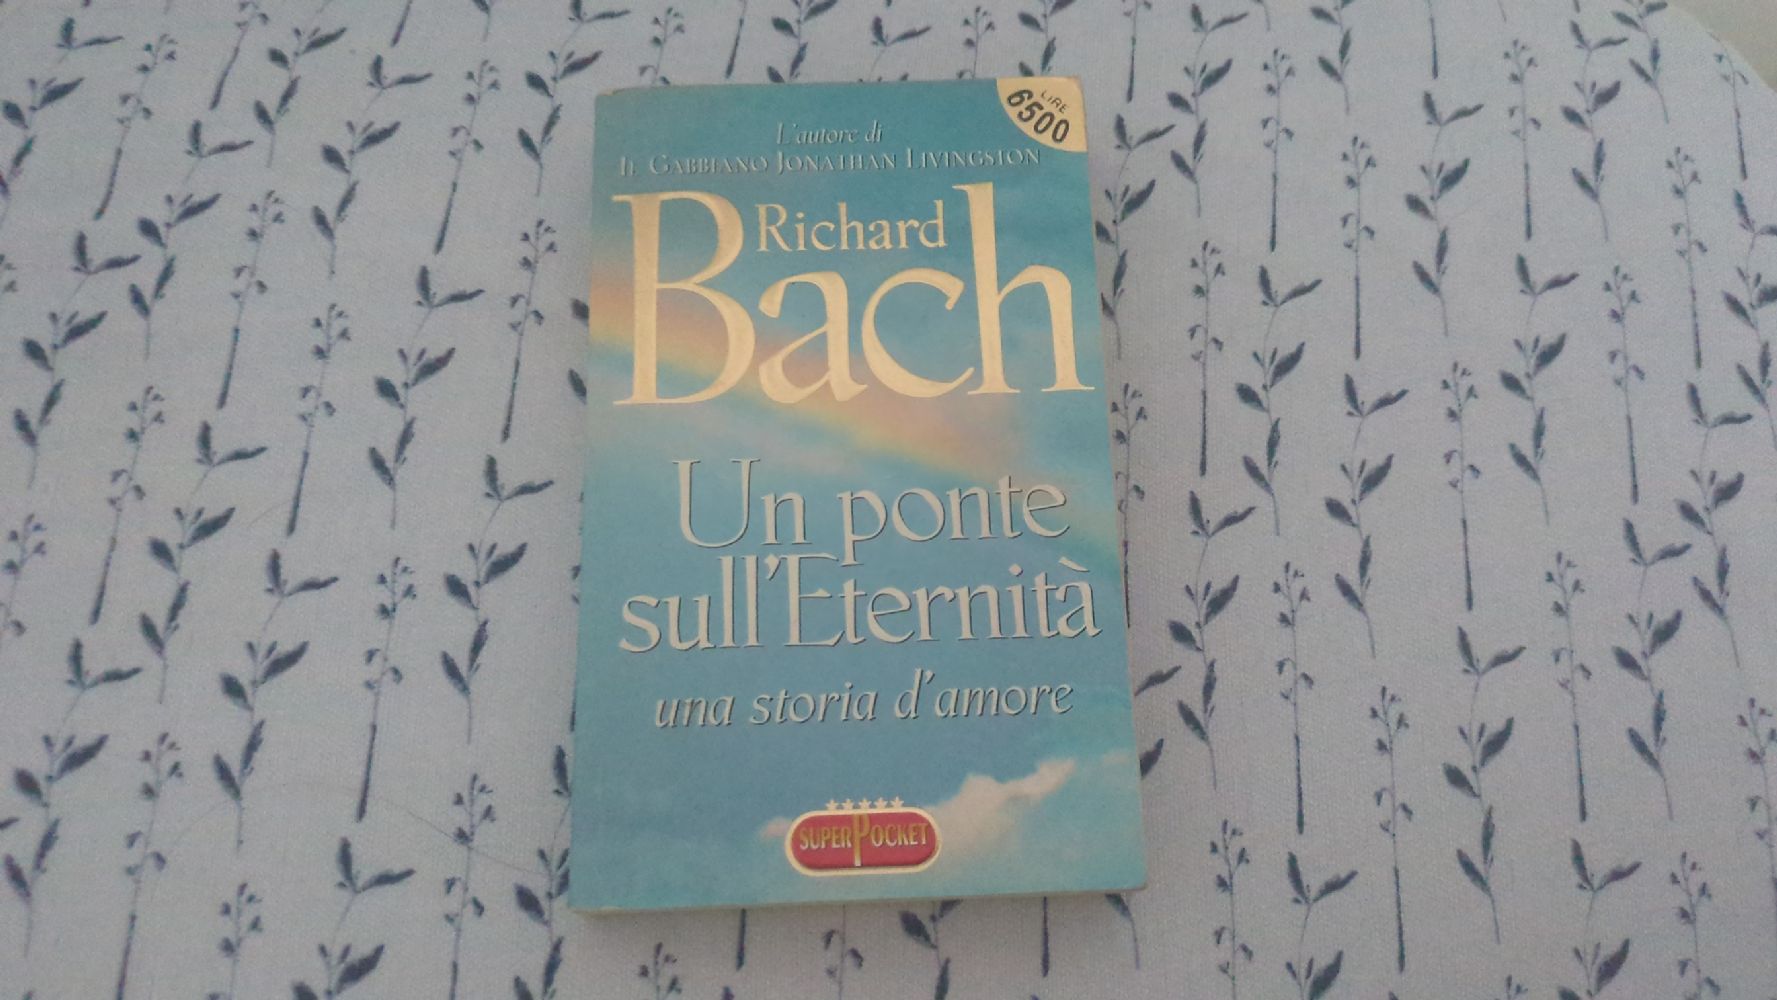 LIRE
6500
L'autore di
IL GABBIANO JONATHAN LIVINGSTON
Richard
Bach
Un ponte
sull'Eternità
una storia d'amore
SUPERPOCKET